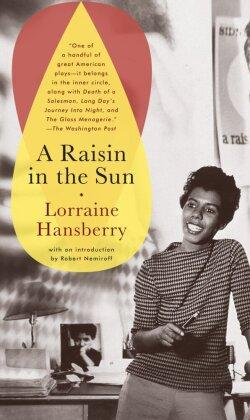 "One of
a handful of
great American
plays—it belongs
in the inner circle,
along with Death of a
Salesman, Long Day's
Journey Into Night, and
The Glass Menagerie."
—The Washington Post
A Raisin
in the Sun
Lorraine
Hansberry
with an introduction
by Robert Nemiroff
a rais